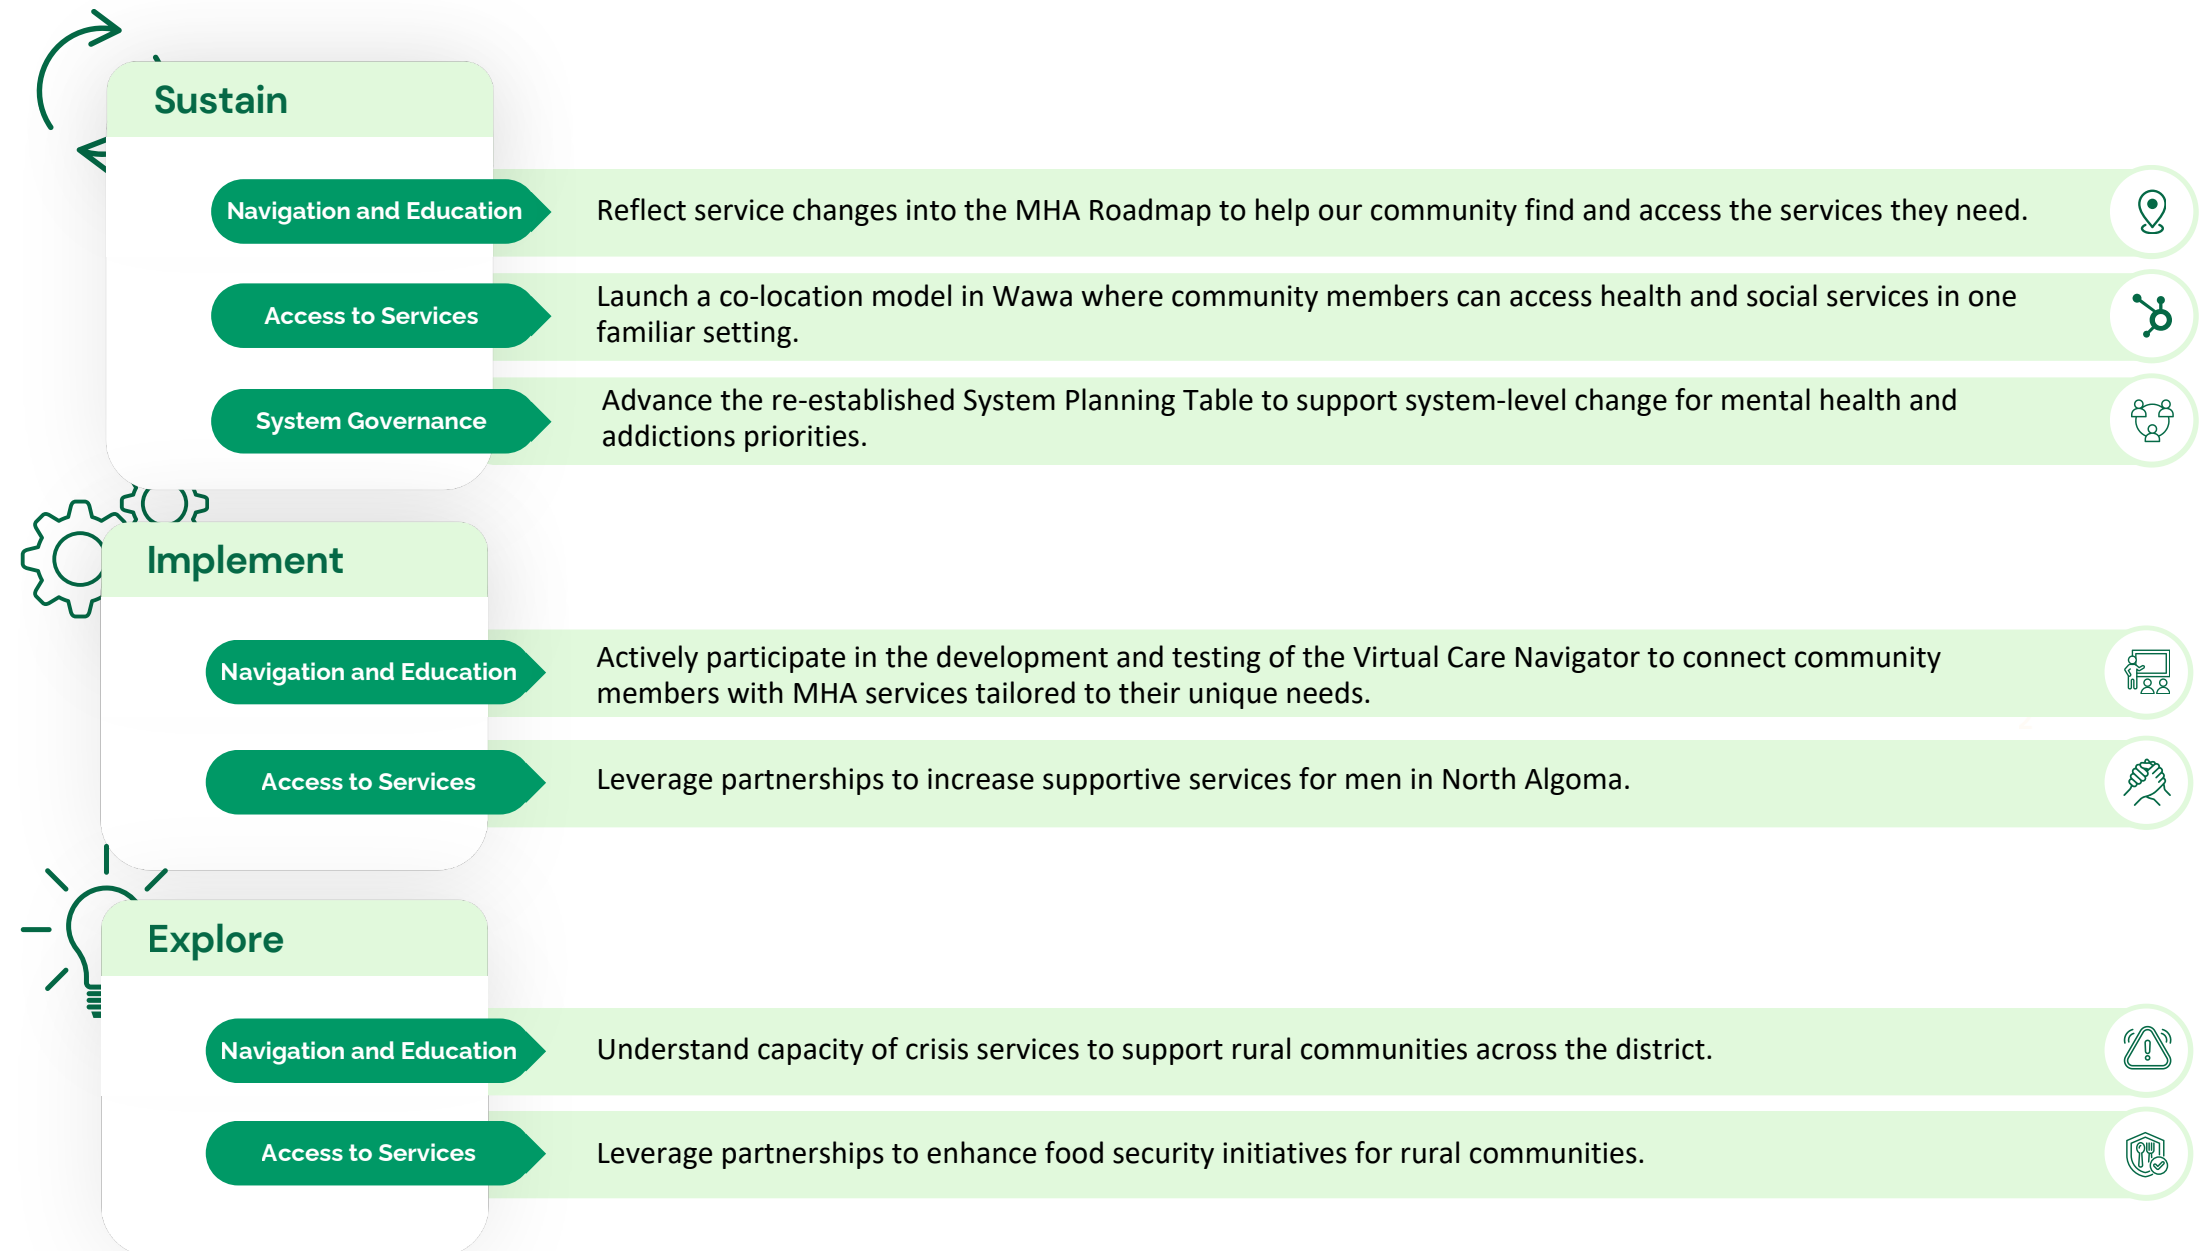 Sustain
Navigation and Education
Reflect service changes into the MHA Roadmap to help our community find and access the services they need.
Access to Services
Launch a co-location model in Wawa where community members can access health and social services in one
familiar setting.
System Governance
Advance the re-established System Planning Table to support system-level change for mental health and
addictions priorities.
Implement
Navigation and Education
Actively participate in the development and testing of the Virtual Care Navigator to connect community
members with MHA services tailored to their unique needs.
Access to Services
Leverage partnerships to increase supportive services for men in North Algoma.
Explore
Navigation and Education
Understand capacity of crisis services to support rural communities across the district.
Access to Services
Leverage partnerships to enhance food security initiatives for rural communities.